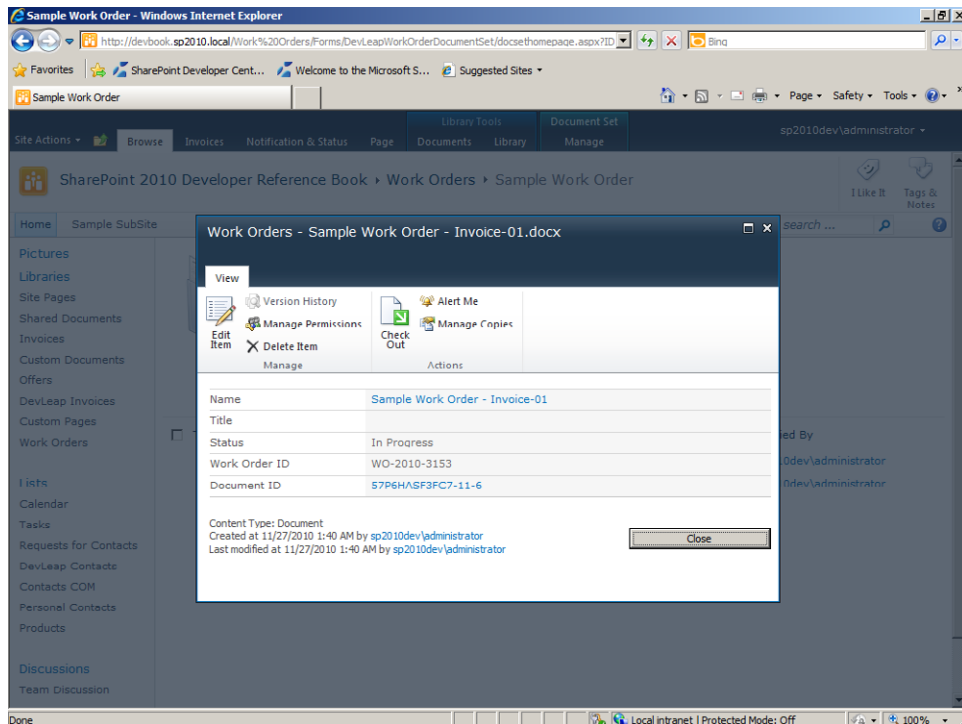 Sample Work Order - Windows Internet Explorer
http://devbook.sp2010.local/Work%20Orders/Forms/DevLeapWorkOrderDocumentSet/docsethomepage.aspx?ID
Bing
Favorites SharePoint Developer Cent... Welcome to the Microsoft S... Suggested Sites
Sample Work Order
Page Safety Tools
Library Tools Document Set
Site Actions Browse Invoices Notification & Status Page Documents Library Manage
sp2010dev\administrator
SharePoint 2010 Developer Reference Book Work Orders Sample Work Order
I Like It Tags & Notes
Home Sample SubSite
search ...
Pictures
Libraries
Site Pages
Shared Documents
Invoices
Custom Documents
Offers
DevLeap Invoices
Custom Pages
Work Orders
Lists
Calendar
Tasks
Requests for Contacts
DevLeap Contacts
Contacts COM
Personal Contacts
Products
Discussions
Team Discussion
Work Orders - Sample Work Order - Invoice-01.docx
View
Edit Item
Version History
Manage Permissions
Delete Item
Manage
Check Out
Alert Me
Manage Copies
Actions
Name Sample Work Order - Invoice-01
Title
Status In Progress
Work Order ID WO-2010-3153
Document ID 57P6HASF3FC7-11-6
Content Type: Document
Created at 11/27/2010 1:40 AM by sp2010dev\administrator
Last modified at 11/27/2010 1:40 AM by sp2010dev\administrator
Close
ied By
0dev\administrator
0dev\administrator
Done
Local intranet | Protected Mode: Off
100%